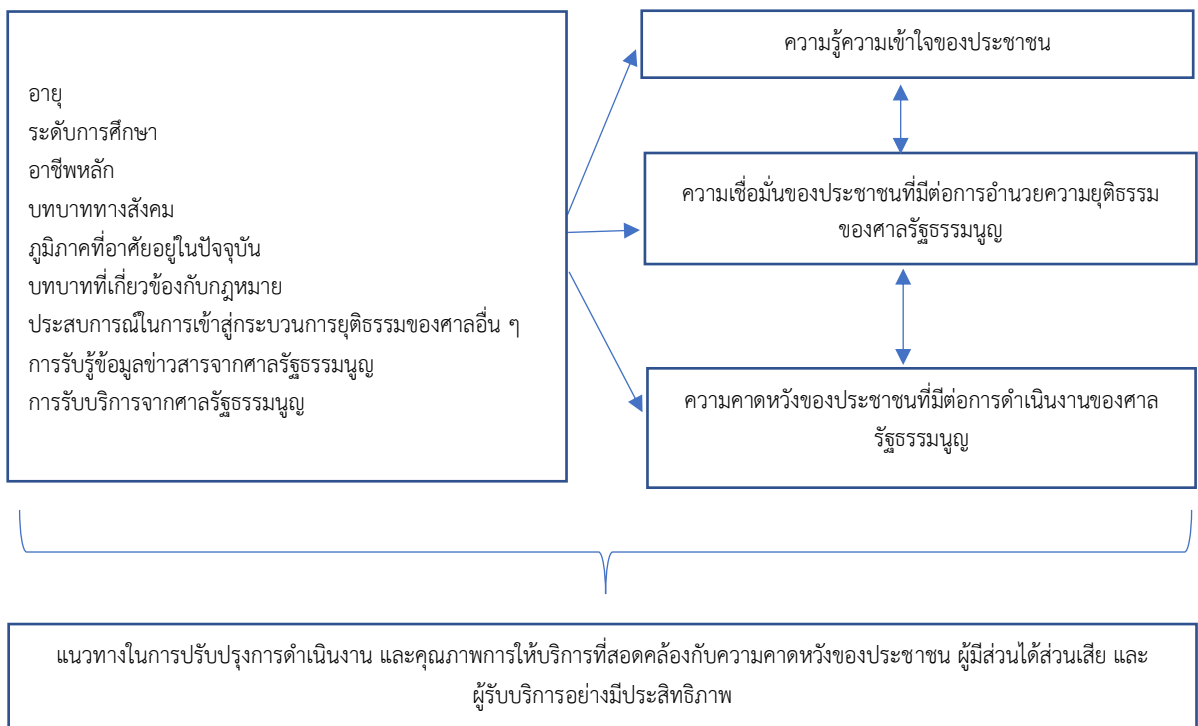 อายุ
ระดับการศึกษา
อาชีพหลัก
บทบาททางสังคม
ภูมิภาคที่อาศัยอยู่ในปัจจุบัน
บทบาทที่เกี่ยวข้องกับกฎหมาย
ประสบการณ์ในการเข้าสู่กระบวนการยุติธรรมของศาลอื่น ๆ
การรับรู้ข้อมูลข่าวสารจากศาลรัฐธรรมนูญ
การรับบริการจากศาลรัฐธรรมนูญ
ความรู้ความเข้าใจของประชาชน
ความเชื่อมั่นของประชาชนที่มีต่อการอำนวยความยุติธรรม
ของศาลรัฐธรรมนูญ
ความคาดหวังของประชาชนที่มีต่อการดำเนินงานของศาล
รัฐธรรมนูญ
แนวทางในการปรับปรุงการดำเนินงาน และคุณภาพการให้บริการที่สอดคล้องกับความคาดหวังของประชาชน ผู้มีส่วนได้ส่วนเสีย และ
ผู้รับบริการอย่างมีประสิทธิภาพ